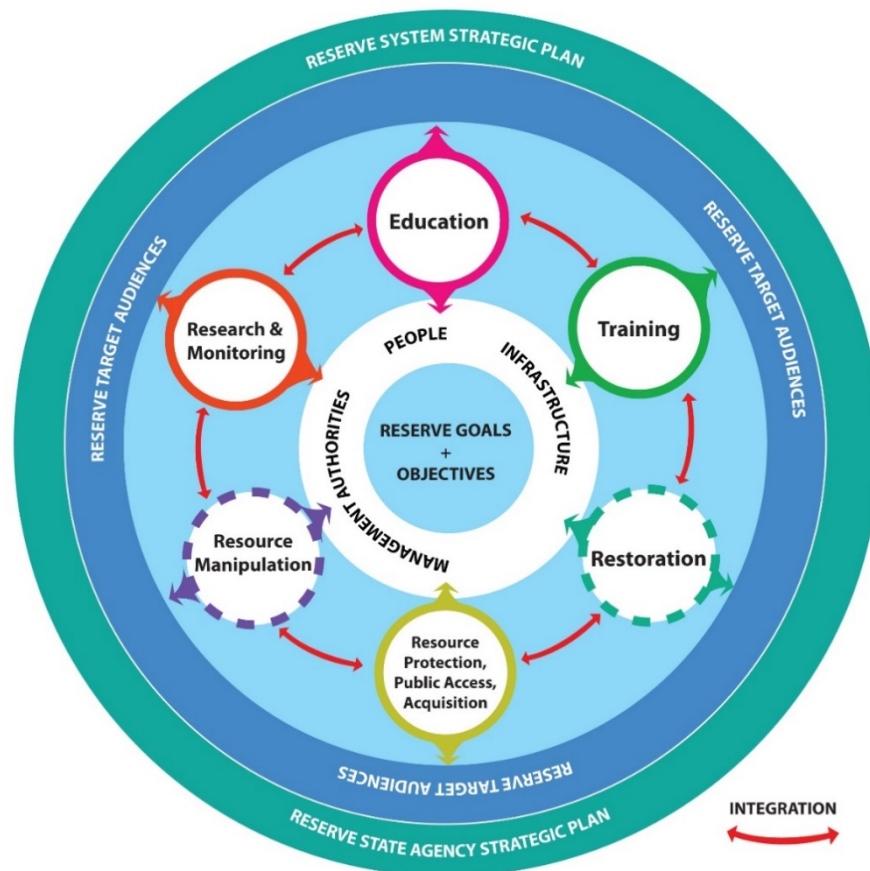 RESERVE SYSTEM STRATEGIC PLAN
RESERVE TARGET AUDIENCES
RESERVE TARGET AUDIENCES
Education
Research &
Monitoring
Training
PEOPLE
INFRASTRUCTURE
MANAGEMENT AUTHORITIES
RESERVE GOALS
+
OBJECTIVES
Resource
Manipulation
Restoration
Resource
Protection,
Public Access,
Acquisition
RESERVE TARGET AUDIENCES
RESERVE STATE AGENCY STRATEGIC PLAN
INTEGRATION